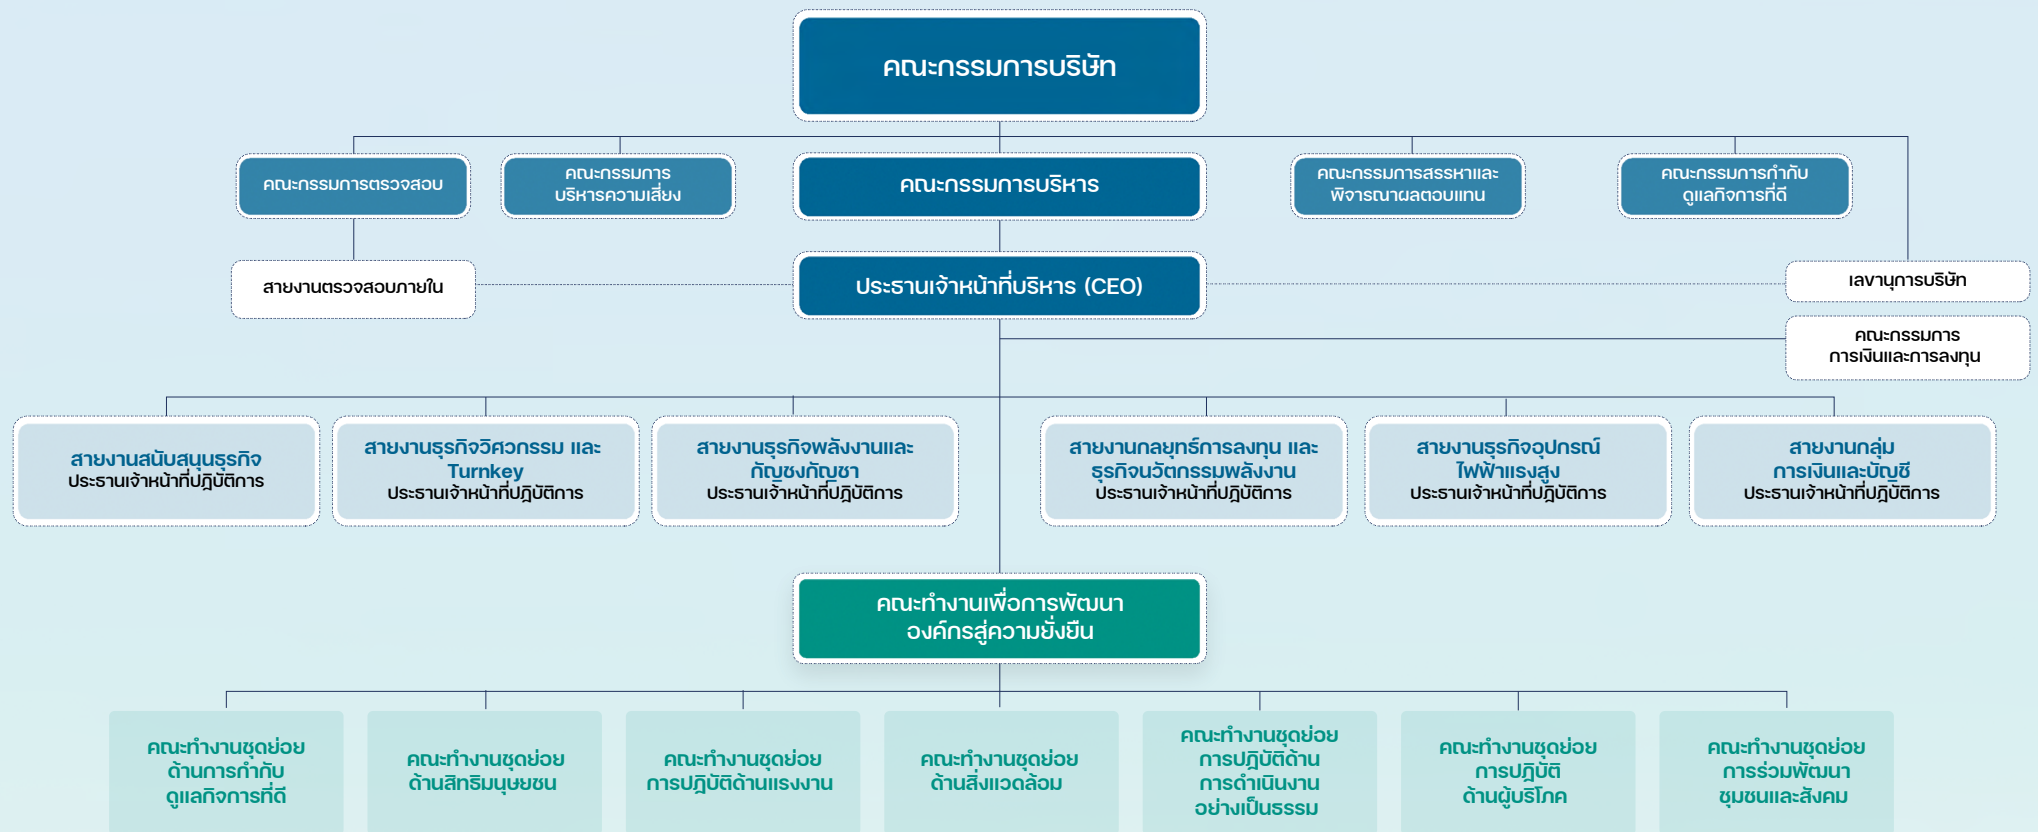 คณะกรรมการบริษัท
คณะกรรมการตรวจสอบ
คณะกรรมการ
บริหารความเสี่ยง
คณะกรรมการบริหาร
คณะกรรมการสรรหาและ
พิจารณาผลตอบแทน
คณะกรรมการกำกับ
ดูแลกิจการที่ดี
สายงานตรวจสอบภายใน
ประธานเจ้าหน้าที่บริหาร (CEO)
เลขานุการบริษัท
คณะกรรมการ
การเงินและการลงทุน
สายงานสนับสนุนธุรกิจ
ประธานเจ้าหน้าที่ปฎิบัติการ
สายงานธุรกิจวิศวกรรม และ
Turnkey
ประธานเจ้าหน้าที่ปฎิบัติการ
สายงานธุรกิจพลังงานและ
กัญชงกัญชา
ประธานเจ้าหน้าที่ปฎิบัติการ
สายงานกลยุทธ์การลงทุน และ
ธุรกิจนวัตกรรมพลังงาน
ประธานเจ้าหน้าที่ปฎิบัติการ
สายงานธุรกิจอุปกรณ์
ไฟฟ้าแรงสูง
ประธานเจ้าหน้าที่ปฎิบัติการ
สายงานกลุ่ม
การเงินและบัญชี
ประธานเจ้าหน้าที่ปฎิบัติการ
คณะทำงานเพื่อการพัฒนา
องค์กรสู่ความยั่งยืน
คณะทำงานชุดย่อย
ด้านการกำกับ
ดูแลกิจการที่ดี
คณะทำงานชุดย่อย
ด้านสิทธิมนุษยชน
คณะทำงานชุดย่อย
การปฎิบัติด้านแรงงาน
คณะทำงานชุดย่อย
ด้านสิ่งแวดล้อม
คณะทำงานชุดย่อย
การปฎิบัติด้าน
การดำเนินงาน
อย่างเป็นธรรม
คณะทำงานชุดย่อย
การปฎิบัติ
ด้านผู้บริโภค
คณะทำงานชุดย่อย
การร่วมพัฒนา
ชุมชนและสังคม